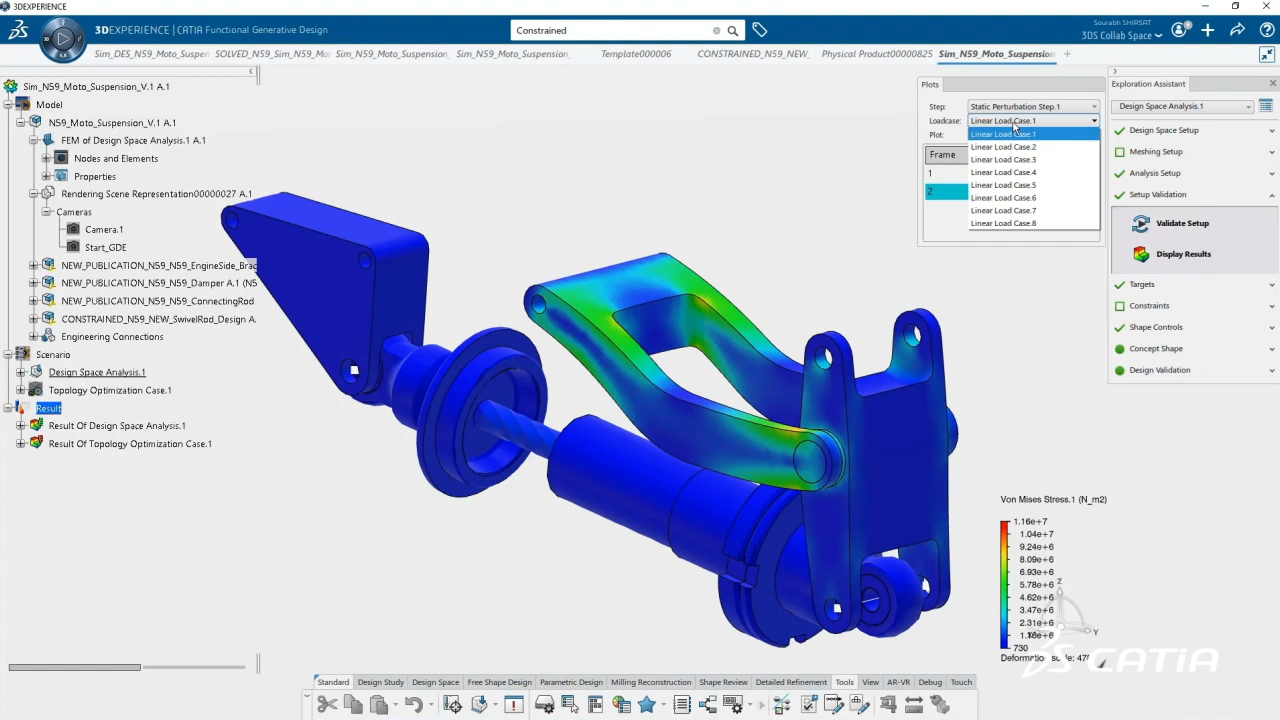 3DEXPERIENCE
3DEXPERIENCE | CATIA Functional Generative Design
Constrained
Sourabh SHIRSAT
3DS Collab Space
Sim_DES_N59_Moto_Suspen
SOLVED_N59_Sim_N59_Mo
Sim_N59_Moto_Suspension_
Sim_N59_Moto_Suspension_
Template000006
CONSTRAINED_N59_NEW_
Physical Product00000825
Sim_N59_Moto_Suspension
Sim_N59_Moto_Suspension_V.1 A.1
Model
N59_Moto_Suspension_V.1 A.1
FEM of Design Space Analysis.1 A.1
Nodes and Elements
Properties
Rendering Scene Representation00000027 A.1
Cameras
Camera.1
Start_GDE
NEW_PUBLICATION_N59_N59_EngineSide_Brac
NEW_PUBLICATION_N59_N59_Damper A.1 (N5
NEW_PUBLICATION_N59_N59_ConnectingRod
CONSTRAINED_N59_NEW_SwivelRod_Design A.
Engineering Connections
Scenario
Design Space Analysis.1
Topology Optimization Case.1
Result
Result Of Design Space Analysis.1
Result Of Topology Optimization Case.1
Plots
Step: Static Perturbation Step.1
Loadcase: Linear Load Case.1
Plot: Linear Load Case.1
Linear Load Case.2
Linear Load Case.3
Linear Load Case.4
Linear Load Case.5
Linear Load Case.6
Linear Load Case.7
Linear Load Case.8
Frame
1
2
Exploration Assistant
Design Space Analysis.1
Design Space Setup
Meshing Setup
Analysis Setup
Setup Validation
Validate Setup
Display Results
Targets
Constraints
Shape Controls
Concept Shape
Design Validation
Von Mises Stress.1 (N_m2)
1.16e+7
1.04e+7
9.24e+6
8.09e+6
6.93e+6
5.78e+6
4.62e+6
3.47e+6
2.31e+6
730
Deformation scale:
Z
Y
CATIA
Standard
Design Study
Design Space
Free Shape Design
Parametric Design
Milling Reconstruction
Shape Review
Detailed Refinement
Tools
View
AR-VR
Debug
Touch